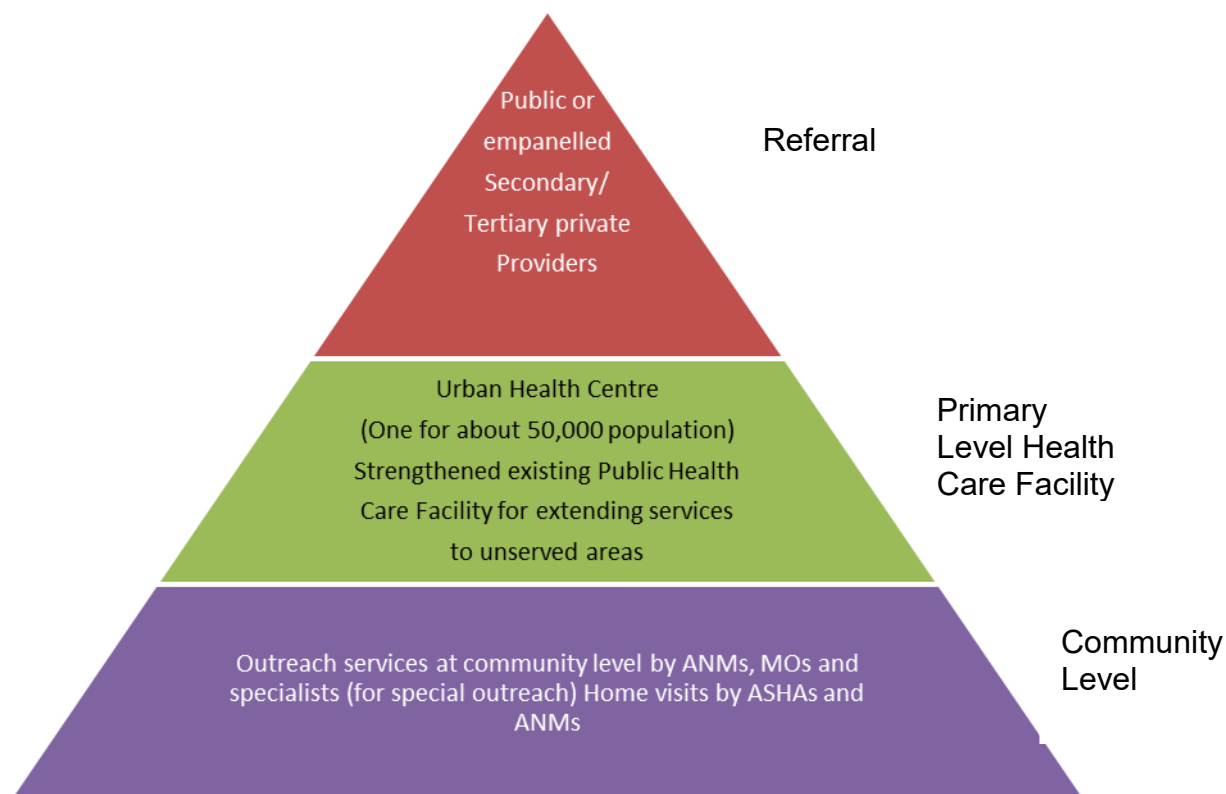 Public or
empanelled
Secondary/
Tertiary private
Providers
Referral
Urban Health Centre
(One for about 50,000 population)
Strengthened existing Public Health
Care Facility for extending services
to unserved areas
Primary
Level Health
Care Facility
Outreach services at community level by ANMs, MOs and
specialists (for special outreach) Home visits by ASHAs and
ANMs
Community
Level